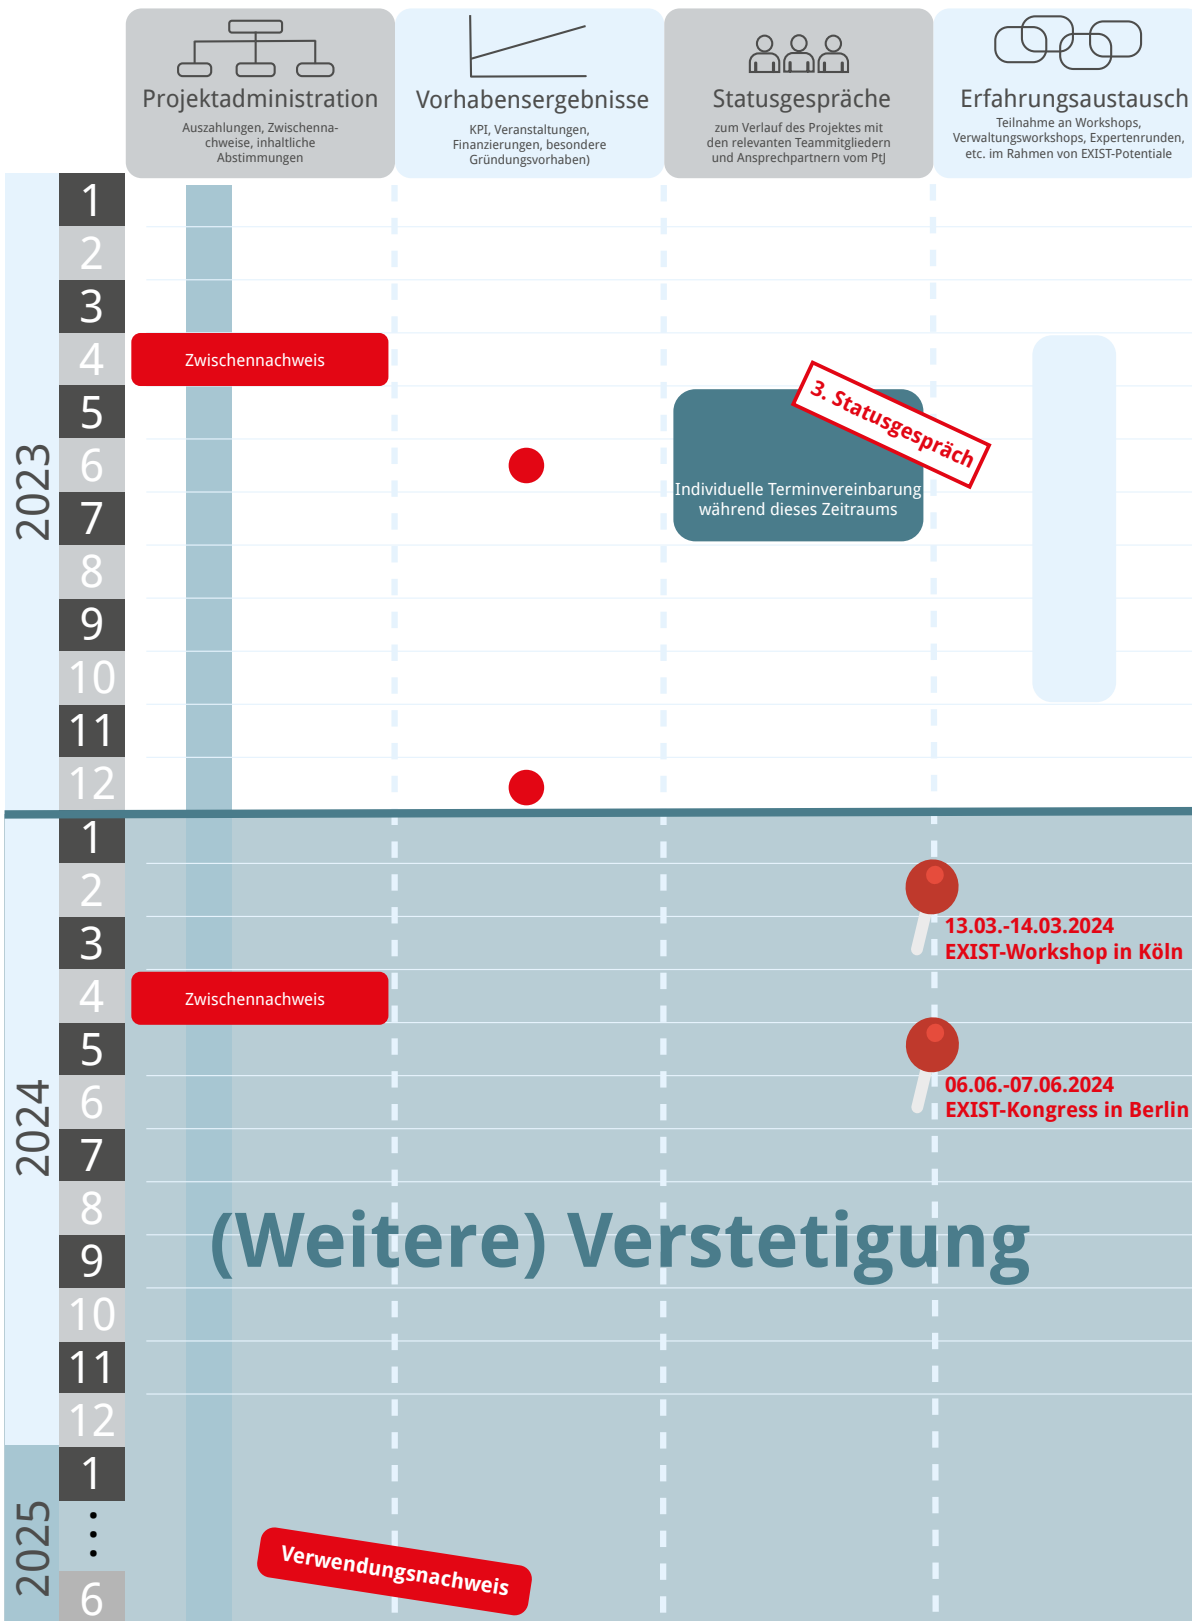 Projektadministration
Auszahlungen, Zwischenna-
chweise, inhaltliche
Abstimmungen
Vorhabensergebnisse
KPI, Veranstaltungen,
Finanzierungen, besondere
Gründungsvorhaben)
Statusgespräche
zum Verlauf des Projektes mit
den relevanten Teammitgliedern
und Ansprechpartnern vom PtJ
Erfahrungsaustausch
Teilnahme an Workshops,
Verwaltungsworkshops, Expertenrunden,
etc. im Rahmen von EXIST-Potentiale
2023
1
2
3
4
Zwischennachweis
5
3. Statusgespräch
6
7
Individuelle Terminvereinbarung
während dieses Zeitraums
8
9
10
11
12
2024
1
2
3
13.03.-14.03.2024
EXIST-Workshop in Köln
4
Zwischennachweis
5
6
06.06.-07.06.2024
EXIST-Kongress in Berlin
7
8
9
(Weitere) Verstetigung
10
11
12
2025
1
Verwendungsnachweis
6